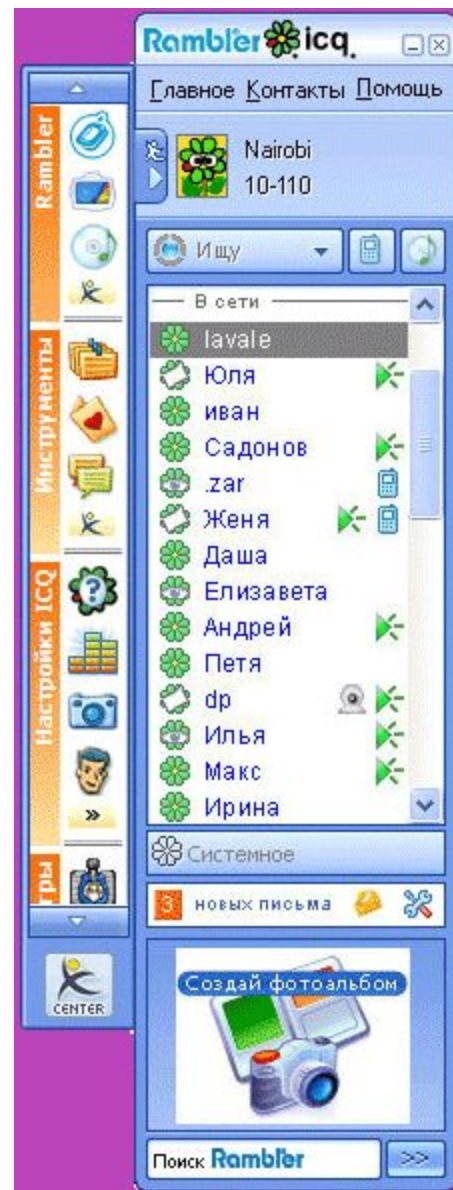 Rambler icq
Главное Контакты Помощь
Nairobi
10-110
Ищу
В сети
lavale
Юля
иван
Садонов
.zar
Женя
Даша
Елизавета
Андрей
Петя
dp
Илья
Макс
Ирина
Системное
3 новых письма
Создай фотоальбом
Поиск Rambler
>>
Rambler
Инструменты
Настройки ICQ
»
гры
CENTER